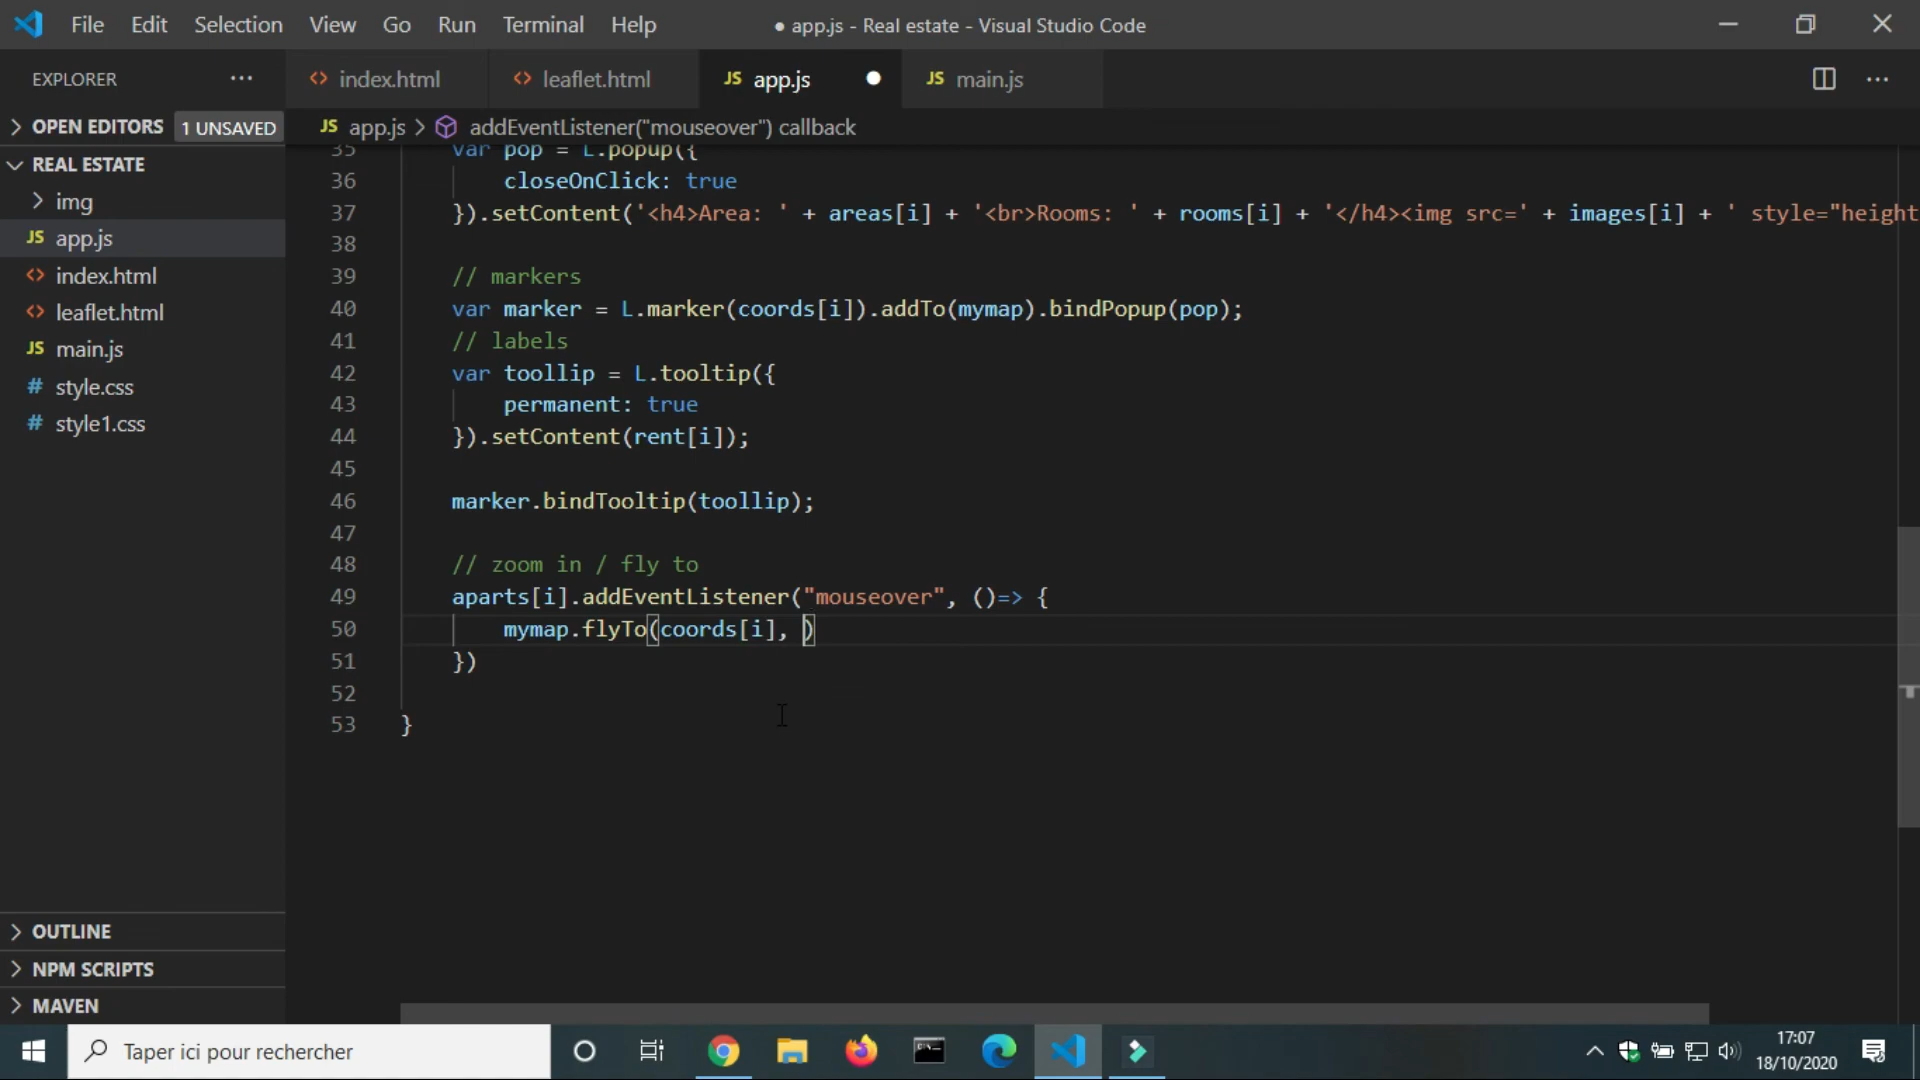 File Edit Selection View Go Run Terminal Help ● app.js - Real estate - Visual Studio Code
EXPLORER ···
index.html leaflet.html JS app.js JS main.js ···
OPEN EDITORS 1 UNSAVED
JS app.js > addEventListener("mouseover") callback
REAL ESTATE
img
JS app.js
index.html
leaflet.html
JS main.js
# style.css
# style1.css
OUTLINE
NPM SCRIPTS
MAVEN
35 var pop = L.popup({
36 closeOnClick: true
37 }).setContent('<h4>Area: ' + areas[i] + '<br>Rooms: ' + rooms[i] + '</h4><img src=' + images[i] + ' style="height
38
39 // markers
40 var marker = L.marker(coords[i]).addTo(mymap).bindPopup(pop);
41 // labels
42 var toollip = L.tooltip({
43 permanent: true
44 }).setContent(rent[i]);
45
46 marker.bindTooltip(toollip);
47
48 // zoom in / fly to
49 aparts[i].addEventListener("mouseover", ()=> {
50 mymap.flyTo(coords[i], )
51 })
52
53 }
Taper ici pour rechercher
17:07
18/10/2020